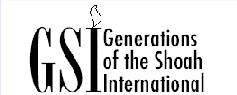 GSI
Generations
of the Shoah
International